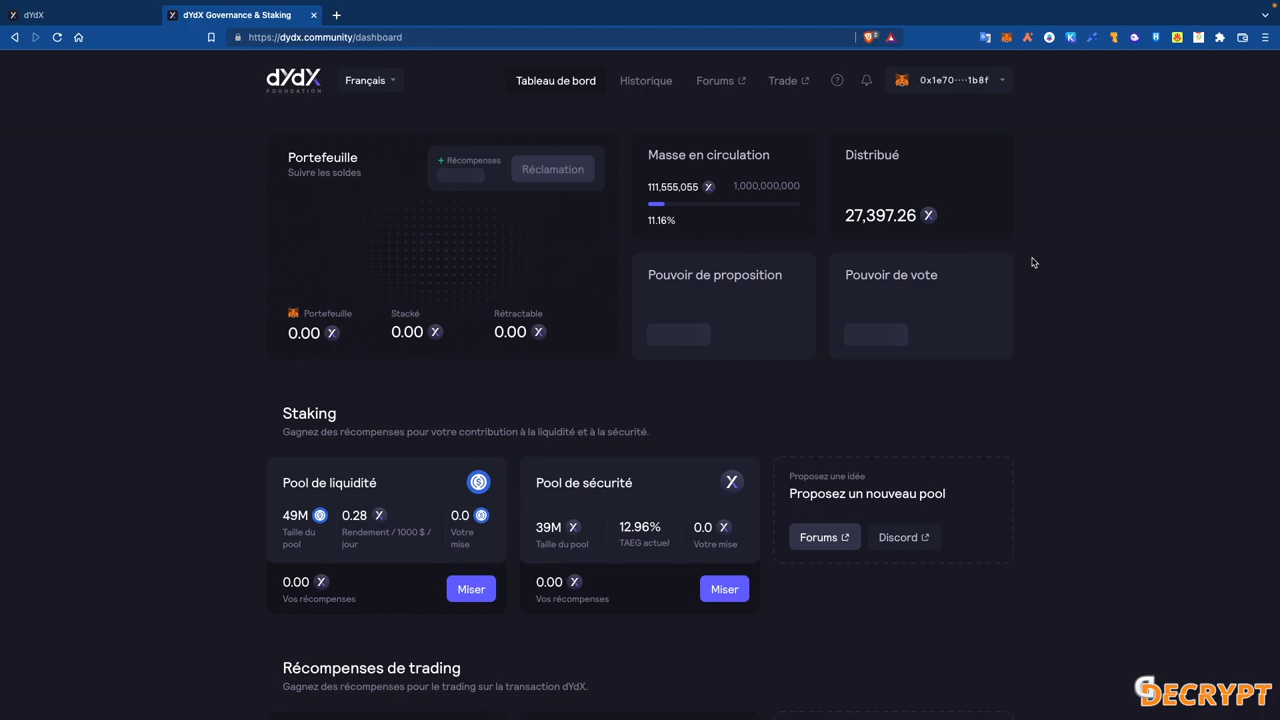 dYdX
dYdX Governance & Staking
https://dydx.community/dashboard
2
dYdX
FOUNDATION
Français
Tableau de bord
Historique
Forums
Trade
0x1e70····1b8f
Portefeuille
Suivre les soldes
+ Récompenses
Réclamation
Portefeuille
0.00
Stacké
0.00
Rétractable
0.00
Masse en circulation
111,555,055
1,000,000,000
11.16%
Distribué
27,397.26
Pouvoir de proposition
Pouvoir de vote
Staking
Gagnez des récompenses pour votre contribution à la liquidité et à la sécurité.
Pool de liquidité
49M
Taille du
pool
0.28
Rendement / 1000 $ /
jour
0.0
Votre
mise
0.00
Vos récompenses
Miser
Pool de sécurité
39M
Taille du pool
12.96%
TAEG actuel
0.0
Votre mise
0.00
Vos récompenses
Miser
Proposez une idée
Proposez un nouveau pool
Forums
Discord
Récompenses de trading
Gagnez des récompenses pour le trading sur la transaction dYdX.
DECRYPT